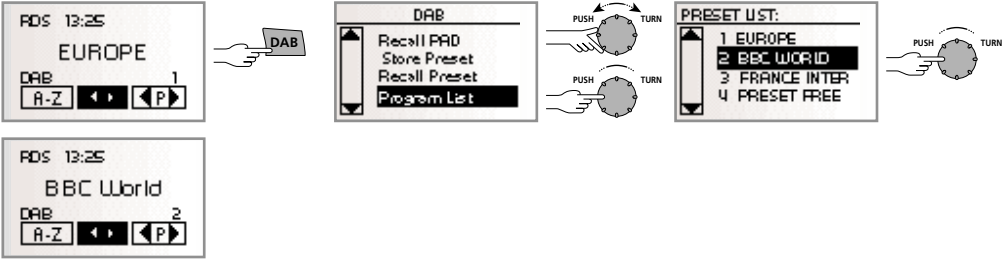 RDS 13:25
EUROPE
DAB 1
A-Z P
DAB
DAB
Recall PAD
Store Preset
Recall Preset
Program List
PUSH TURN
PUSH TURN
PRESET LIST:
1 EUROPE
2 BBC WORLD
3 FRANCE INTER
4 PRESET FREE
PUSH TURN
RDS 13:25
BBC World
DAB 2
A-Z P